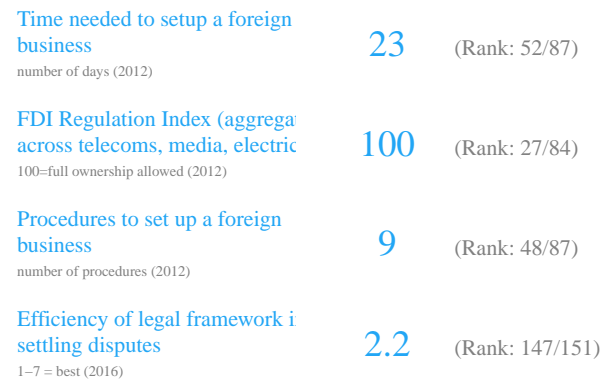 Time needed to setup a foreign
business
23
(Rank: 52/87)
number of days (2012)
FDI Regulation Index (aggregat
across telecoms, media, electric
100
(Rank: 27/84)
100=full ownership allowed (2012)
Procedures to set up a foreign
business
9
(Rank: 48/87)
number of procedures (2012)
Efficiency of legal framework i
settling disputes
2.2
(Rank: 147/151)
1–7 = best (2016)